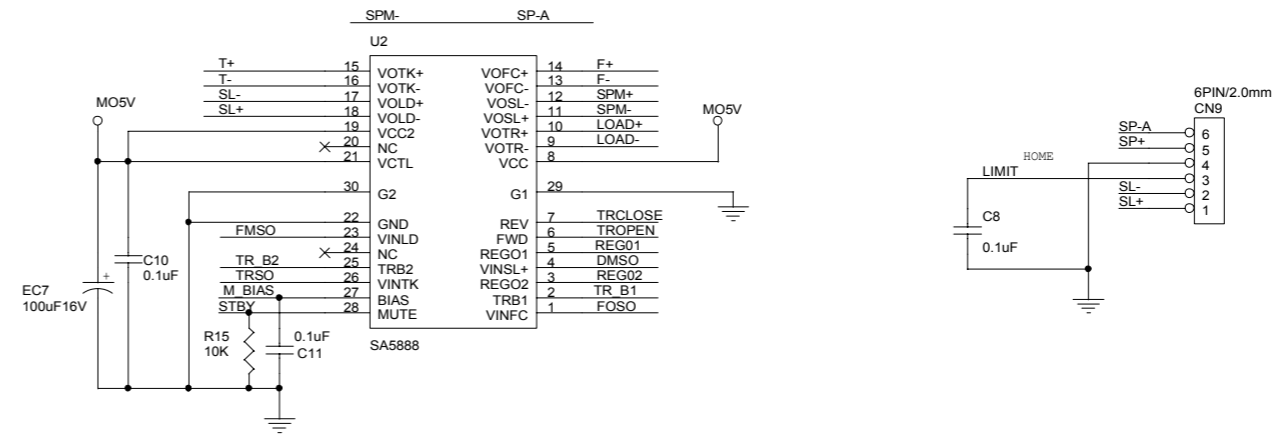 SPM- SP-A
U2
T+ 15 VOTK+ VOFC+ 14 F+
T- 16 VOTK- VOFC- 13 F-
SL- 17 VOLD+ VOSL- 12 SPM+
SL+ 18 VOLD- VOSL+ 11 SPM-
19 VCC2 VOTR+ 10 LOAD+
20 NC VOTR- 9 LOAD-
21 VCTL VCC 8
30 G2 G1 29
22 GND REV 7 TRCLOSE
FMSO 23 VINLD FWD 6 TROPEN
24 NC REGO1 5 REG01
TR_B2 25 TRB2 VINSL+ 4 DMSO
TRSO 26 VINTK REGO2 3 REG02
M_BIAS 27 BIAS TRB1 2 TR_B1
STBY 28 MUTE VINFC 1 FOSO
SA5888
MO5V
MO5V
C10
0.1uF
+
EC7
100uF16V
R15
10K
0.1uF
C11
6PIN/2.0mm
CN9
SP-A 6
SP+ 5
4
HOME
LIMIT 3
SL- 2
SL+ 1
C8
0.1uF